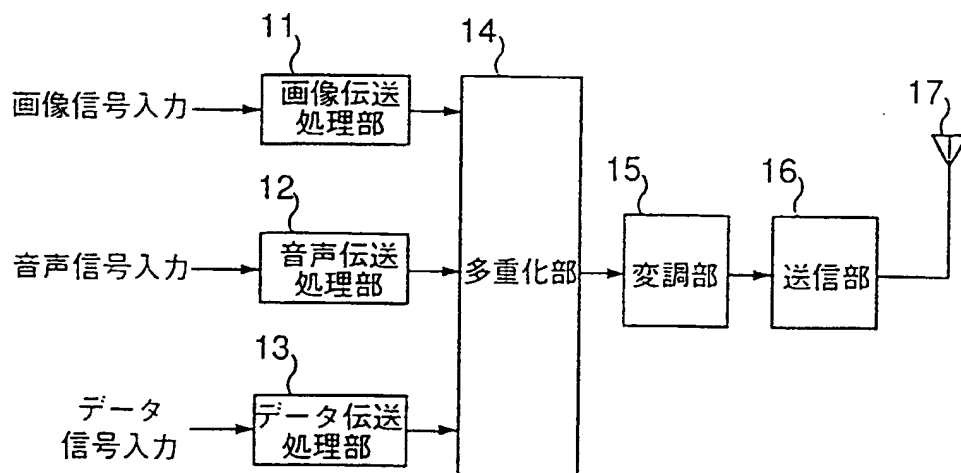 11
14
画像信号入力
画像伝送
処理部
17
12
15
16
音声信号入力
音声伝送
処理部
多重化部
変調部
送信部
13
データ
信号入力
データ伝送
処理部